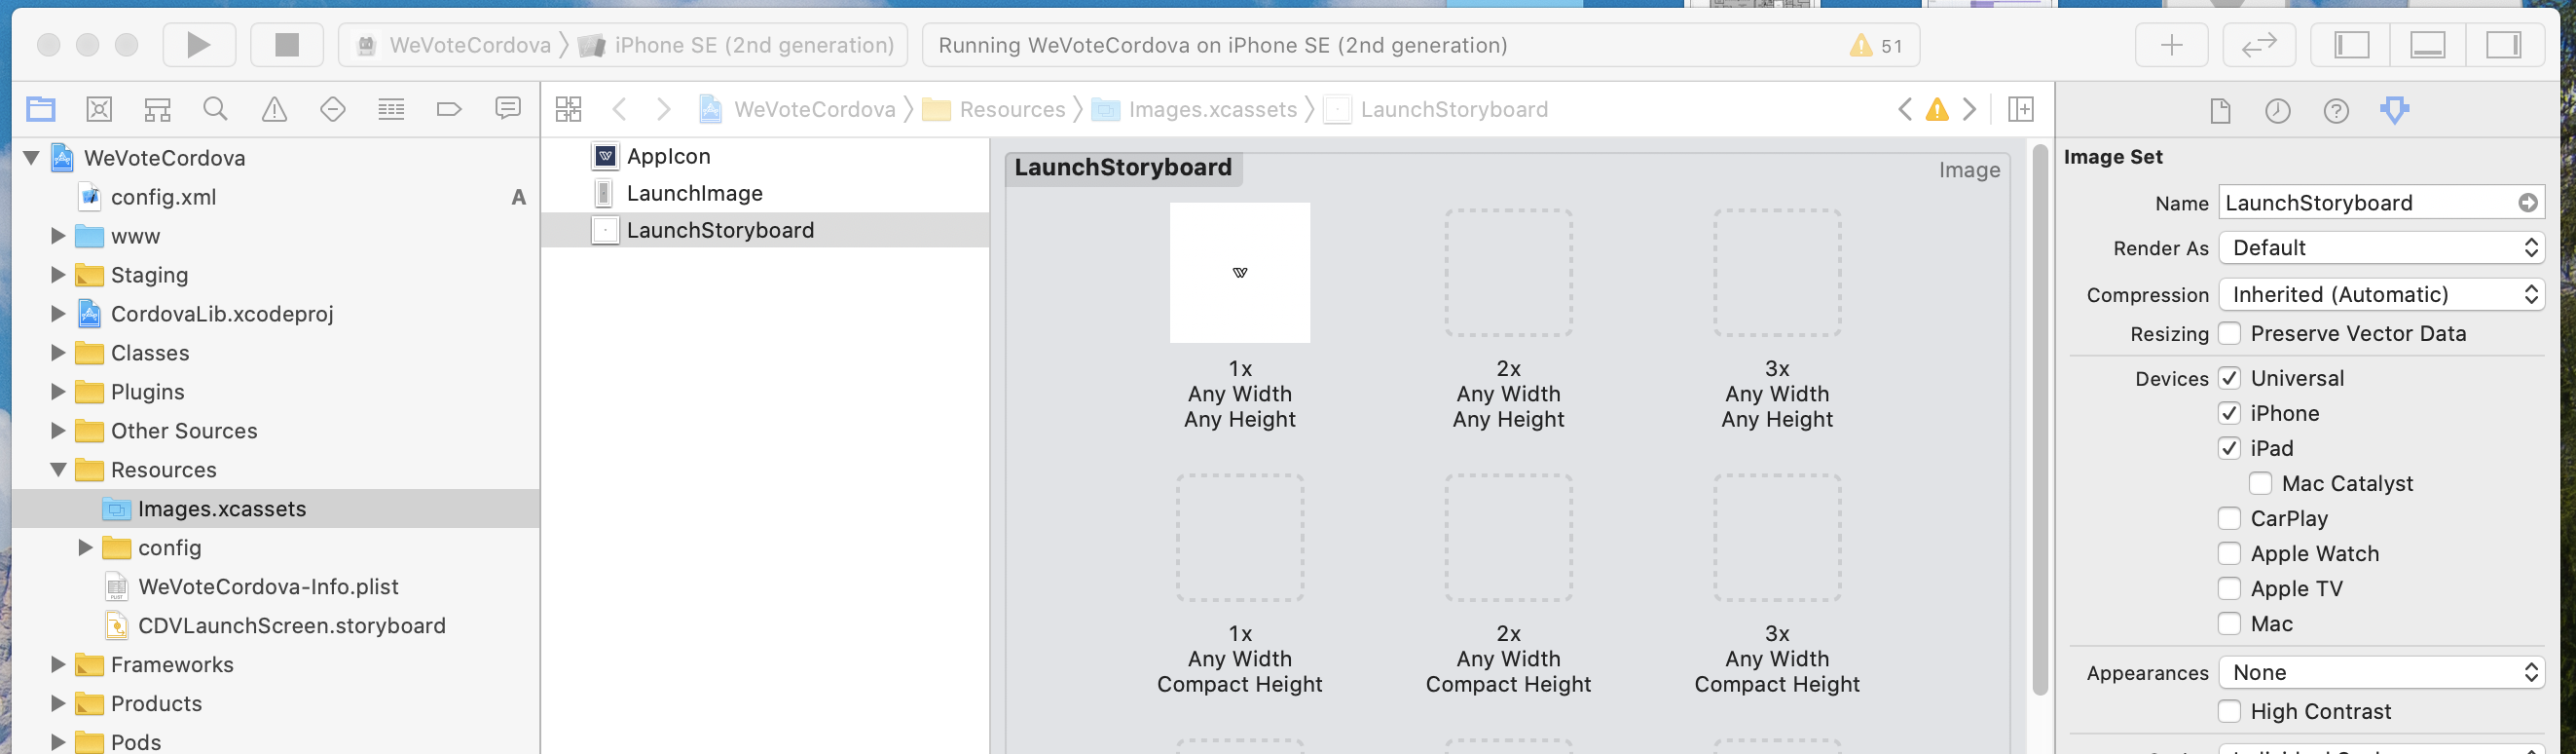 WeVoteCordova
iPhone SE (2nd generation)
Running WeVoteCordova on iPhone SE (2nd generation)
51
WeVoteCordova
Resources
Images.xcassets
LaunchStoryboard
WeVoteCordova
config.xml
A
www
Staging
CordovaLib.xcodeproj
Classes
Plugins
Other Sources
Resources
Images.xcassets
config
WeVoteCordova-Info.plist
CDVLaunchScreen.storyboard
Frameworks
Products
Pods
AppIcon
LaunchImage
LaunchStoryboard
LaunchStoryboard
Image
1x
Any Width
Any Height
2x
Any Width
Any Height
3x
Any Width
Any Height
1x
Any Width
Compact Height
2x
Any Width
Compact Height
3x
Any Width
Compact Height
Image Set
Name LaunchStoryboard
Render As Default
Compression Inherited (Automatic)
Resizing Preserve Vector Data
Devices Universal
iPhone
iPad
Mac Catalyst
CarPlay
Apple Watch
Apple TV
Mac
Appearances None
High Contrast